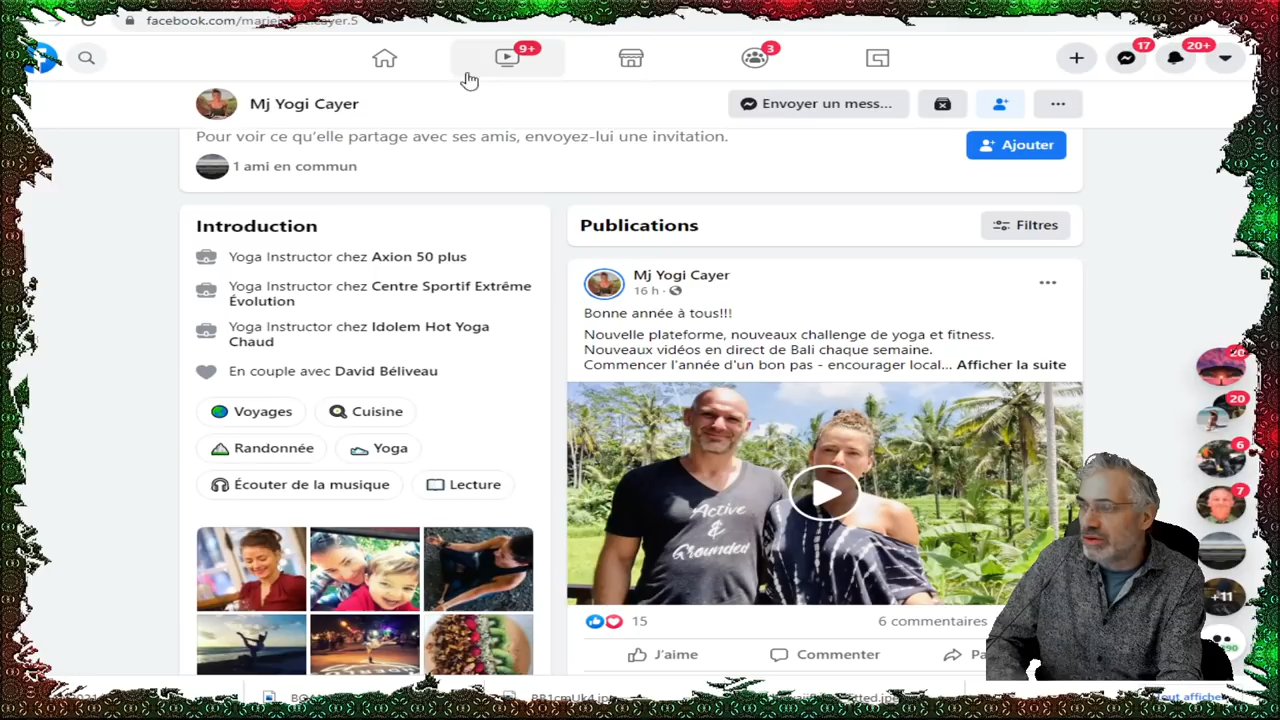 facebook.com/marie
cayer.5
9+
3
17
20+
Mj Yogi Cayer
Envoyer un mess...
Pour voir ce qu'elle partage avec ses amis, envoyez-lui une invitation.
1 ami en commun
Ajouter
Introduction
Yoga Instructor chez Axion 50 plus
Yoga Instructor chez Centre Sportif Extrême
Évolution
Yoga Instructor chez Idolem Hot Yoga
Chaud
En couple avec David Béliveau
Voyages
Cuisine
Randonnée
Yoga
Écouter de la musique
Lecture
Publications
Filtres
Mj Yogi Cayer
16 h ·
Bonne année à tous!!!
Nouvelle plateforme, nouveaux challenge de yoga et fitness.
Nouveaux vidéos en direct de Bali chaque semaine.
Commencer l'année d'un bon pas - encourager local... Afficher la suite
Active
&
Grounded
15
6 commentaires
J'aime
Commenter
Pa
20
20
6
7
+11